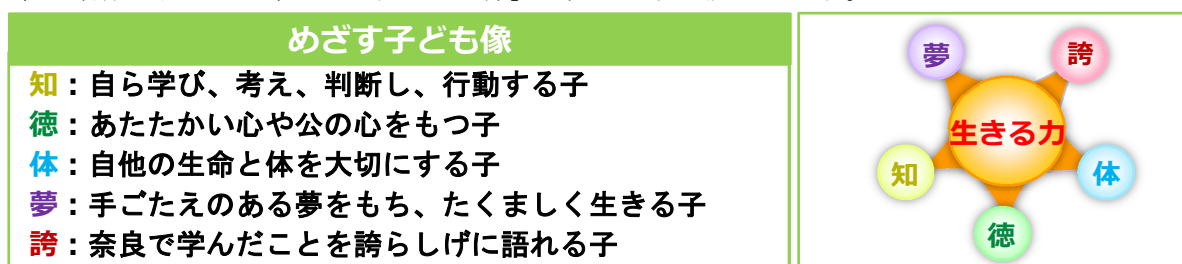 めざす子ども像
知：自ら学び、考え、判断し、行動する子
徳：あたたかい心や公の心をもつ子
体：自他の生命と体を大切にする子
夢：手ごたえのある夢をもち、たくましく生きる子
誇：奈良で学んだことを誇らしげに語れる子
夢
誇
生きる力
知
体
徳